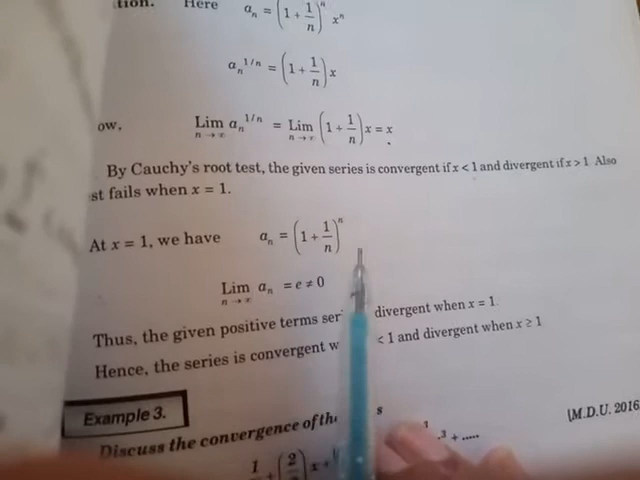 tion. Here a_n = (1 + 1/n)^n x^n
a_n^{1/n} = (1 + 1/n) x
ow, Lim_{n→∞} a_n^{1/n} = Lim_{n→∞} (1 + 1/n) x = x
By Cauchy's root test, the given series is convergent if x < 1 and divergent if x > 1 Also
st fails when x = 1.
At x = 1, we have a_n = (1 + 1/n)^n
Lim_{n→∞} a_n = e ≠ 0
Thus, the given positive terms ser divergent when x = 1
Hence, the series is convergent w < 1 and divergent when x ≥ 1
Example 3.
(M.D.U. 2016
Discuss the convergence of the s